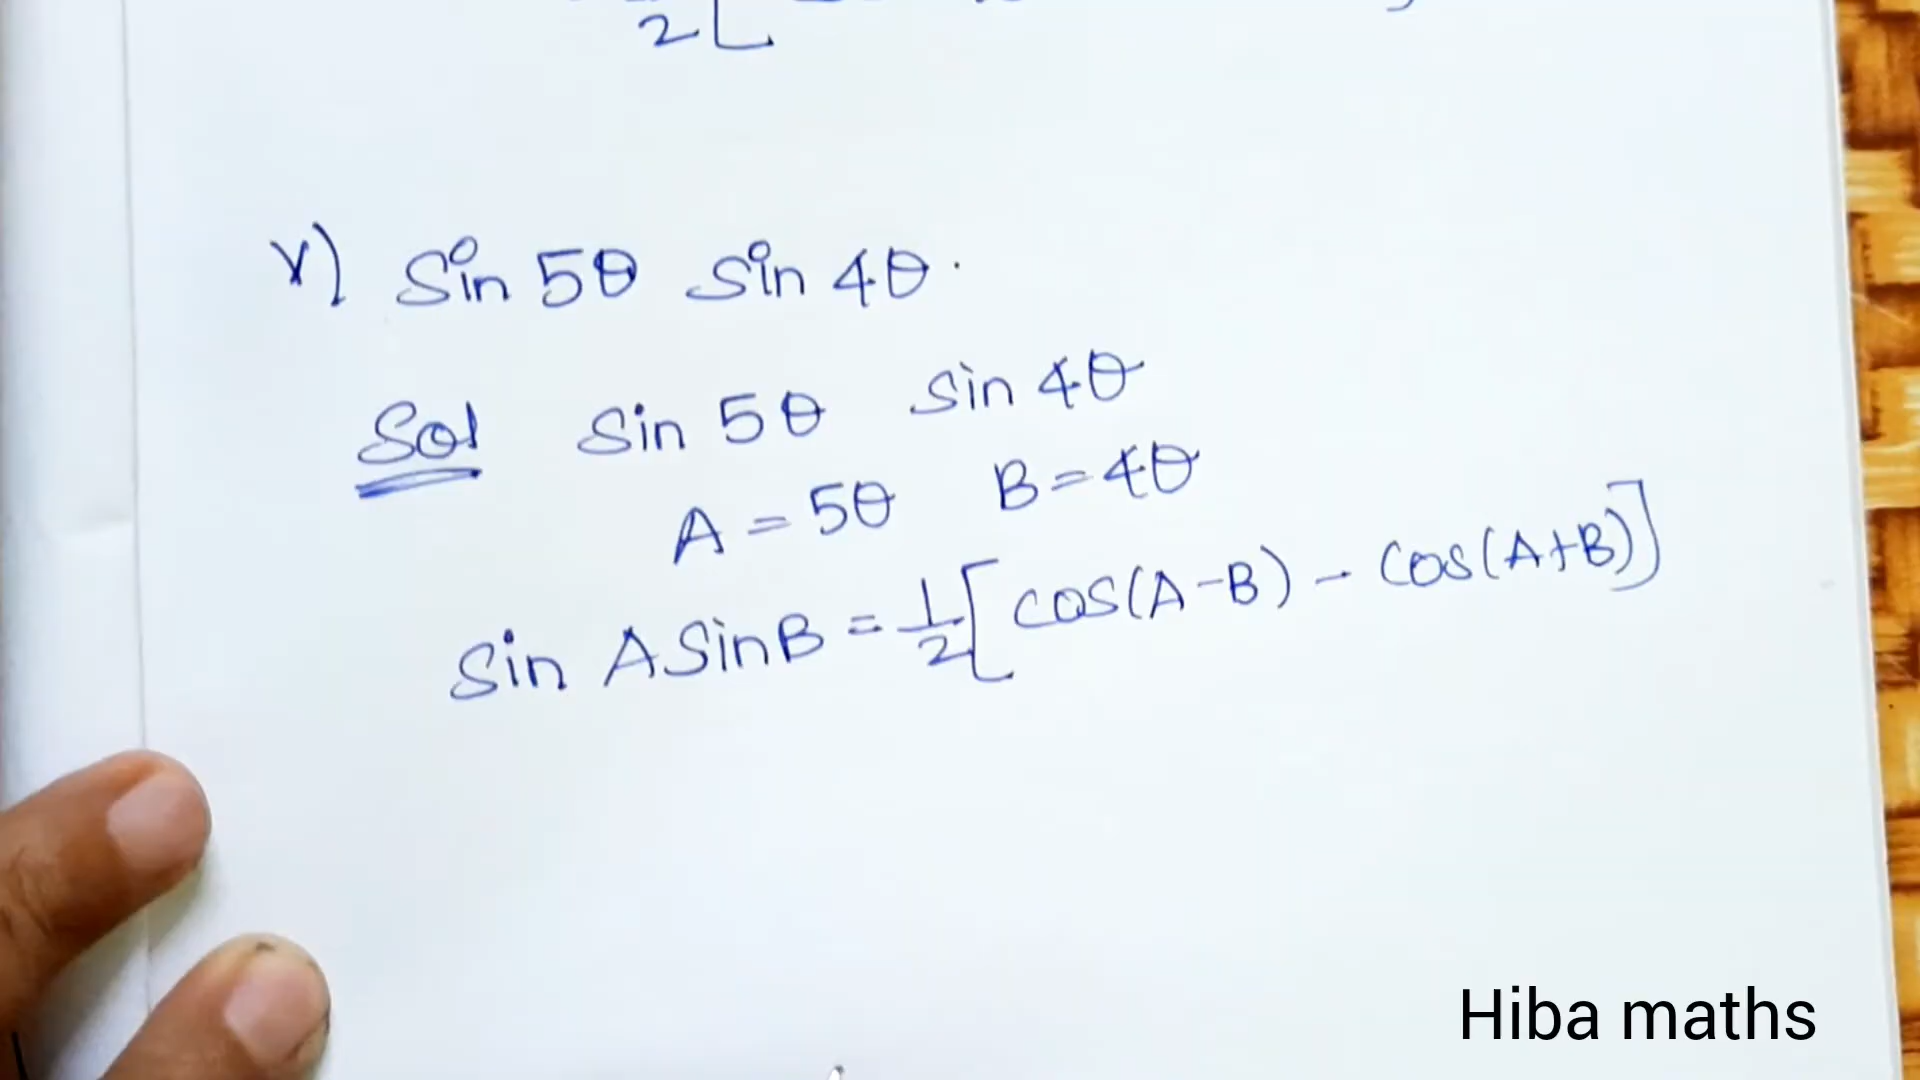 2[
v) Sin 5θ Sin 4θ.
Sol Sin 5θ Sin 4θ
A = 5θ B = 4θ
Sin A Sin B = 1/2[cos(A-B) - cos(A+B)]
Hiba maths